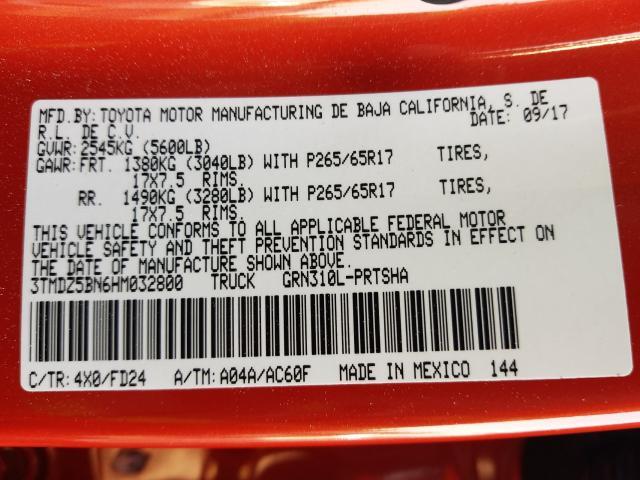 MFD.BY: TOYOTA MOTOR MANUFACTURING DE BAJA CALIFORNIA, S. DE
R.L. DE C.V. DATE: 09/17
GVWR: 2545KG (5600LB)
GAWR: FRT. 1380KG (3040LB) WITH P265/65R17 TIRES,
17X7.5 RIMS.
RR. 1490KG (3280LB) WITH P265/65R17 TIRES,
17X7.5 RIMS.
THIS VEHICLE CONFORMS TO ALL APPLICABLE FEDERAL MOTOR
VEHICLE SAFETY AND THEFT PREVENTION STANDARDS IN EFFECT ON
THE DATE OF MANUFACTURE SHOWN ABOVE.
3TMDZ5BN6HM032800 TRUCK GRN310L-PRTSHA
C/TR: 4X0/FD24 A/TM: A04A/AC60F MADE IN MEXICO 144